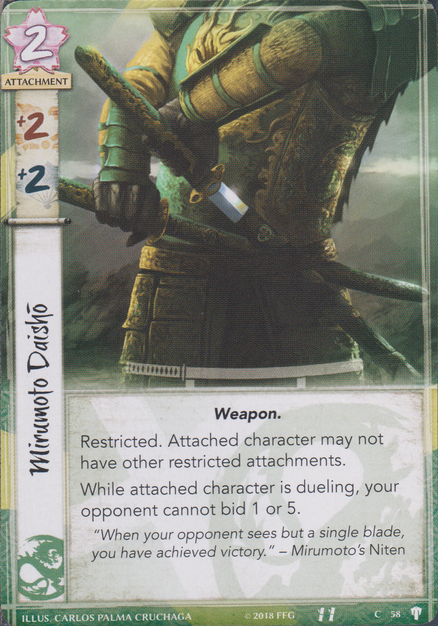 2
ATTACHMENT
+2
+2
Mirumoto Daishō
Weapon.
Restricted. Attached character may not
have other restricted attachments.
While attached character is dueling, your
opponent cannot bid 1 or 5.
“When your opponent sees but a single blade,
you have achieved victory.” – Mirumoto’s Niten
ILLUS. CARLOS PALMA CRUCHAGA © 2018 FFG C 58